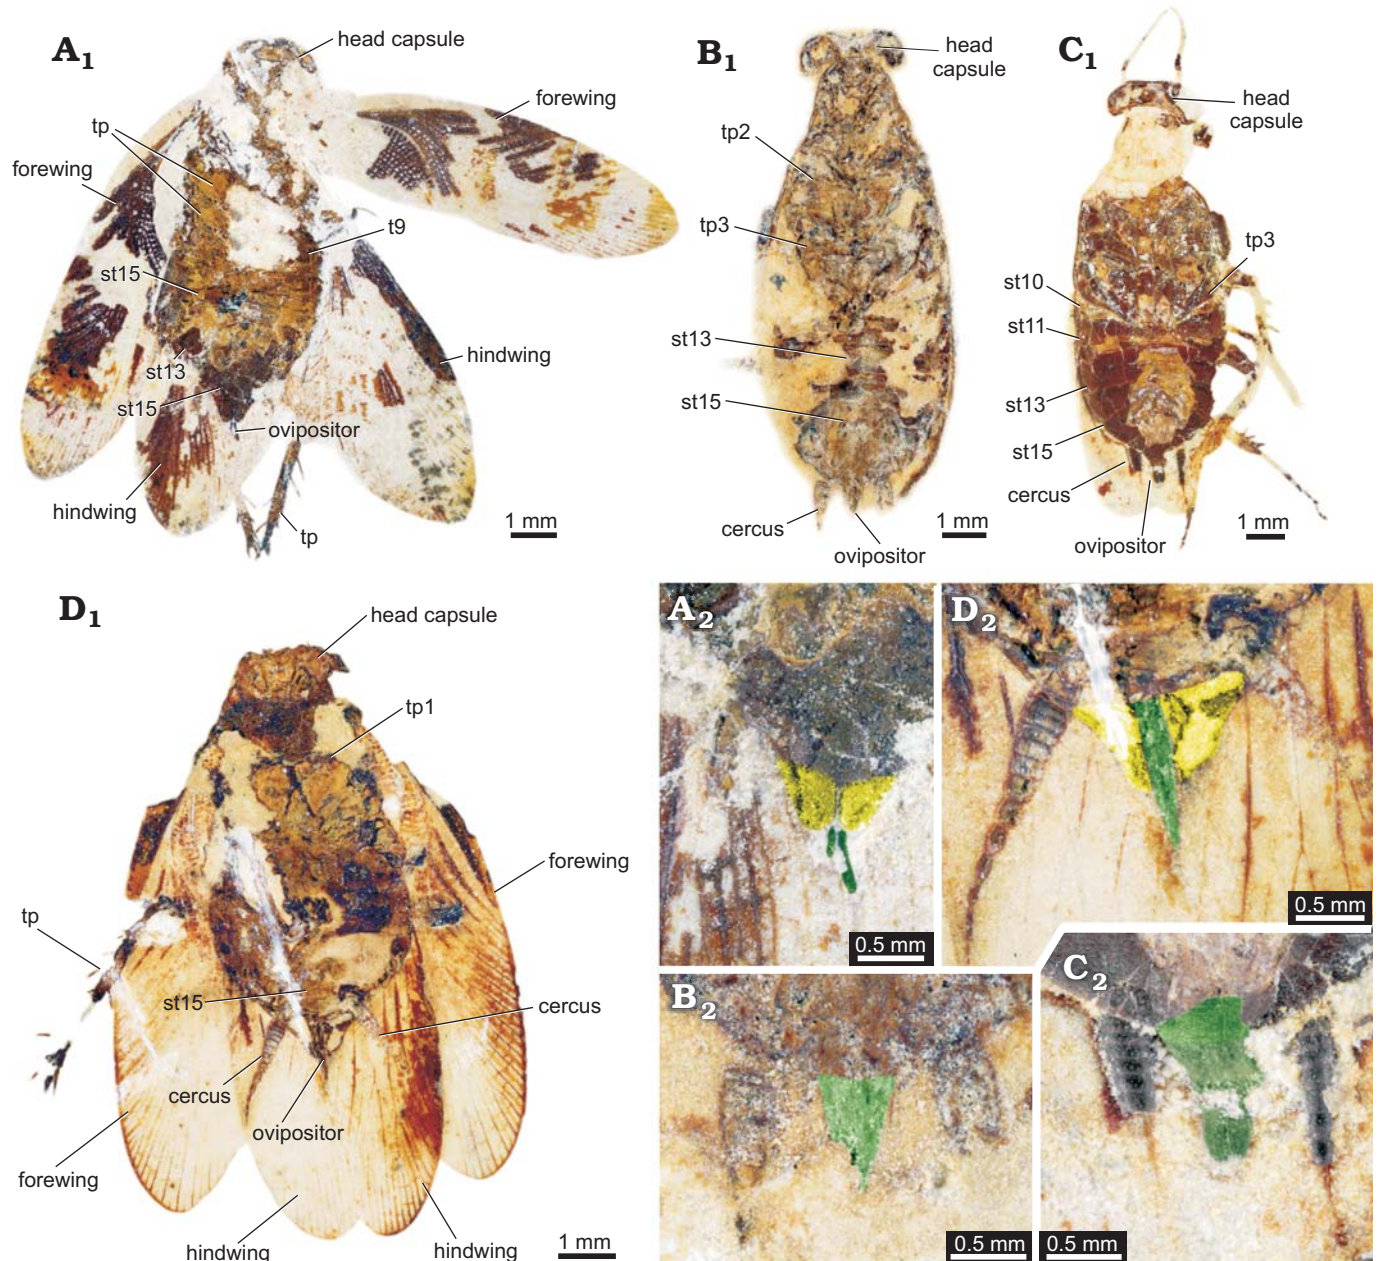 A1
head capsule
forewing
tp
forewing
t9
st15
hindwing
st13
st15
ovipositor
hindwing
tp
1 mm
B1
head
capsule
tp2
tp3
st13
st15
cercus
ovipositor
1 mm
C1
head
capsule
tp3
st10
st11
st13
st15
cercus
ovipositor
1 mm
D1
head capsule
tp1
forewing
tp
st15
cercus
cercus
ovipositor
forewing
hindwing
hindwing
1 mm
A2
0.5 mm
D2
0.5 mm
B2
0.5 mm
C2
0.5 mm